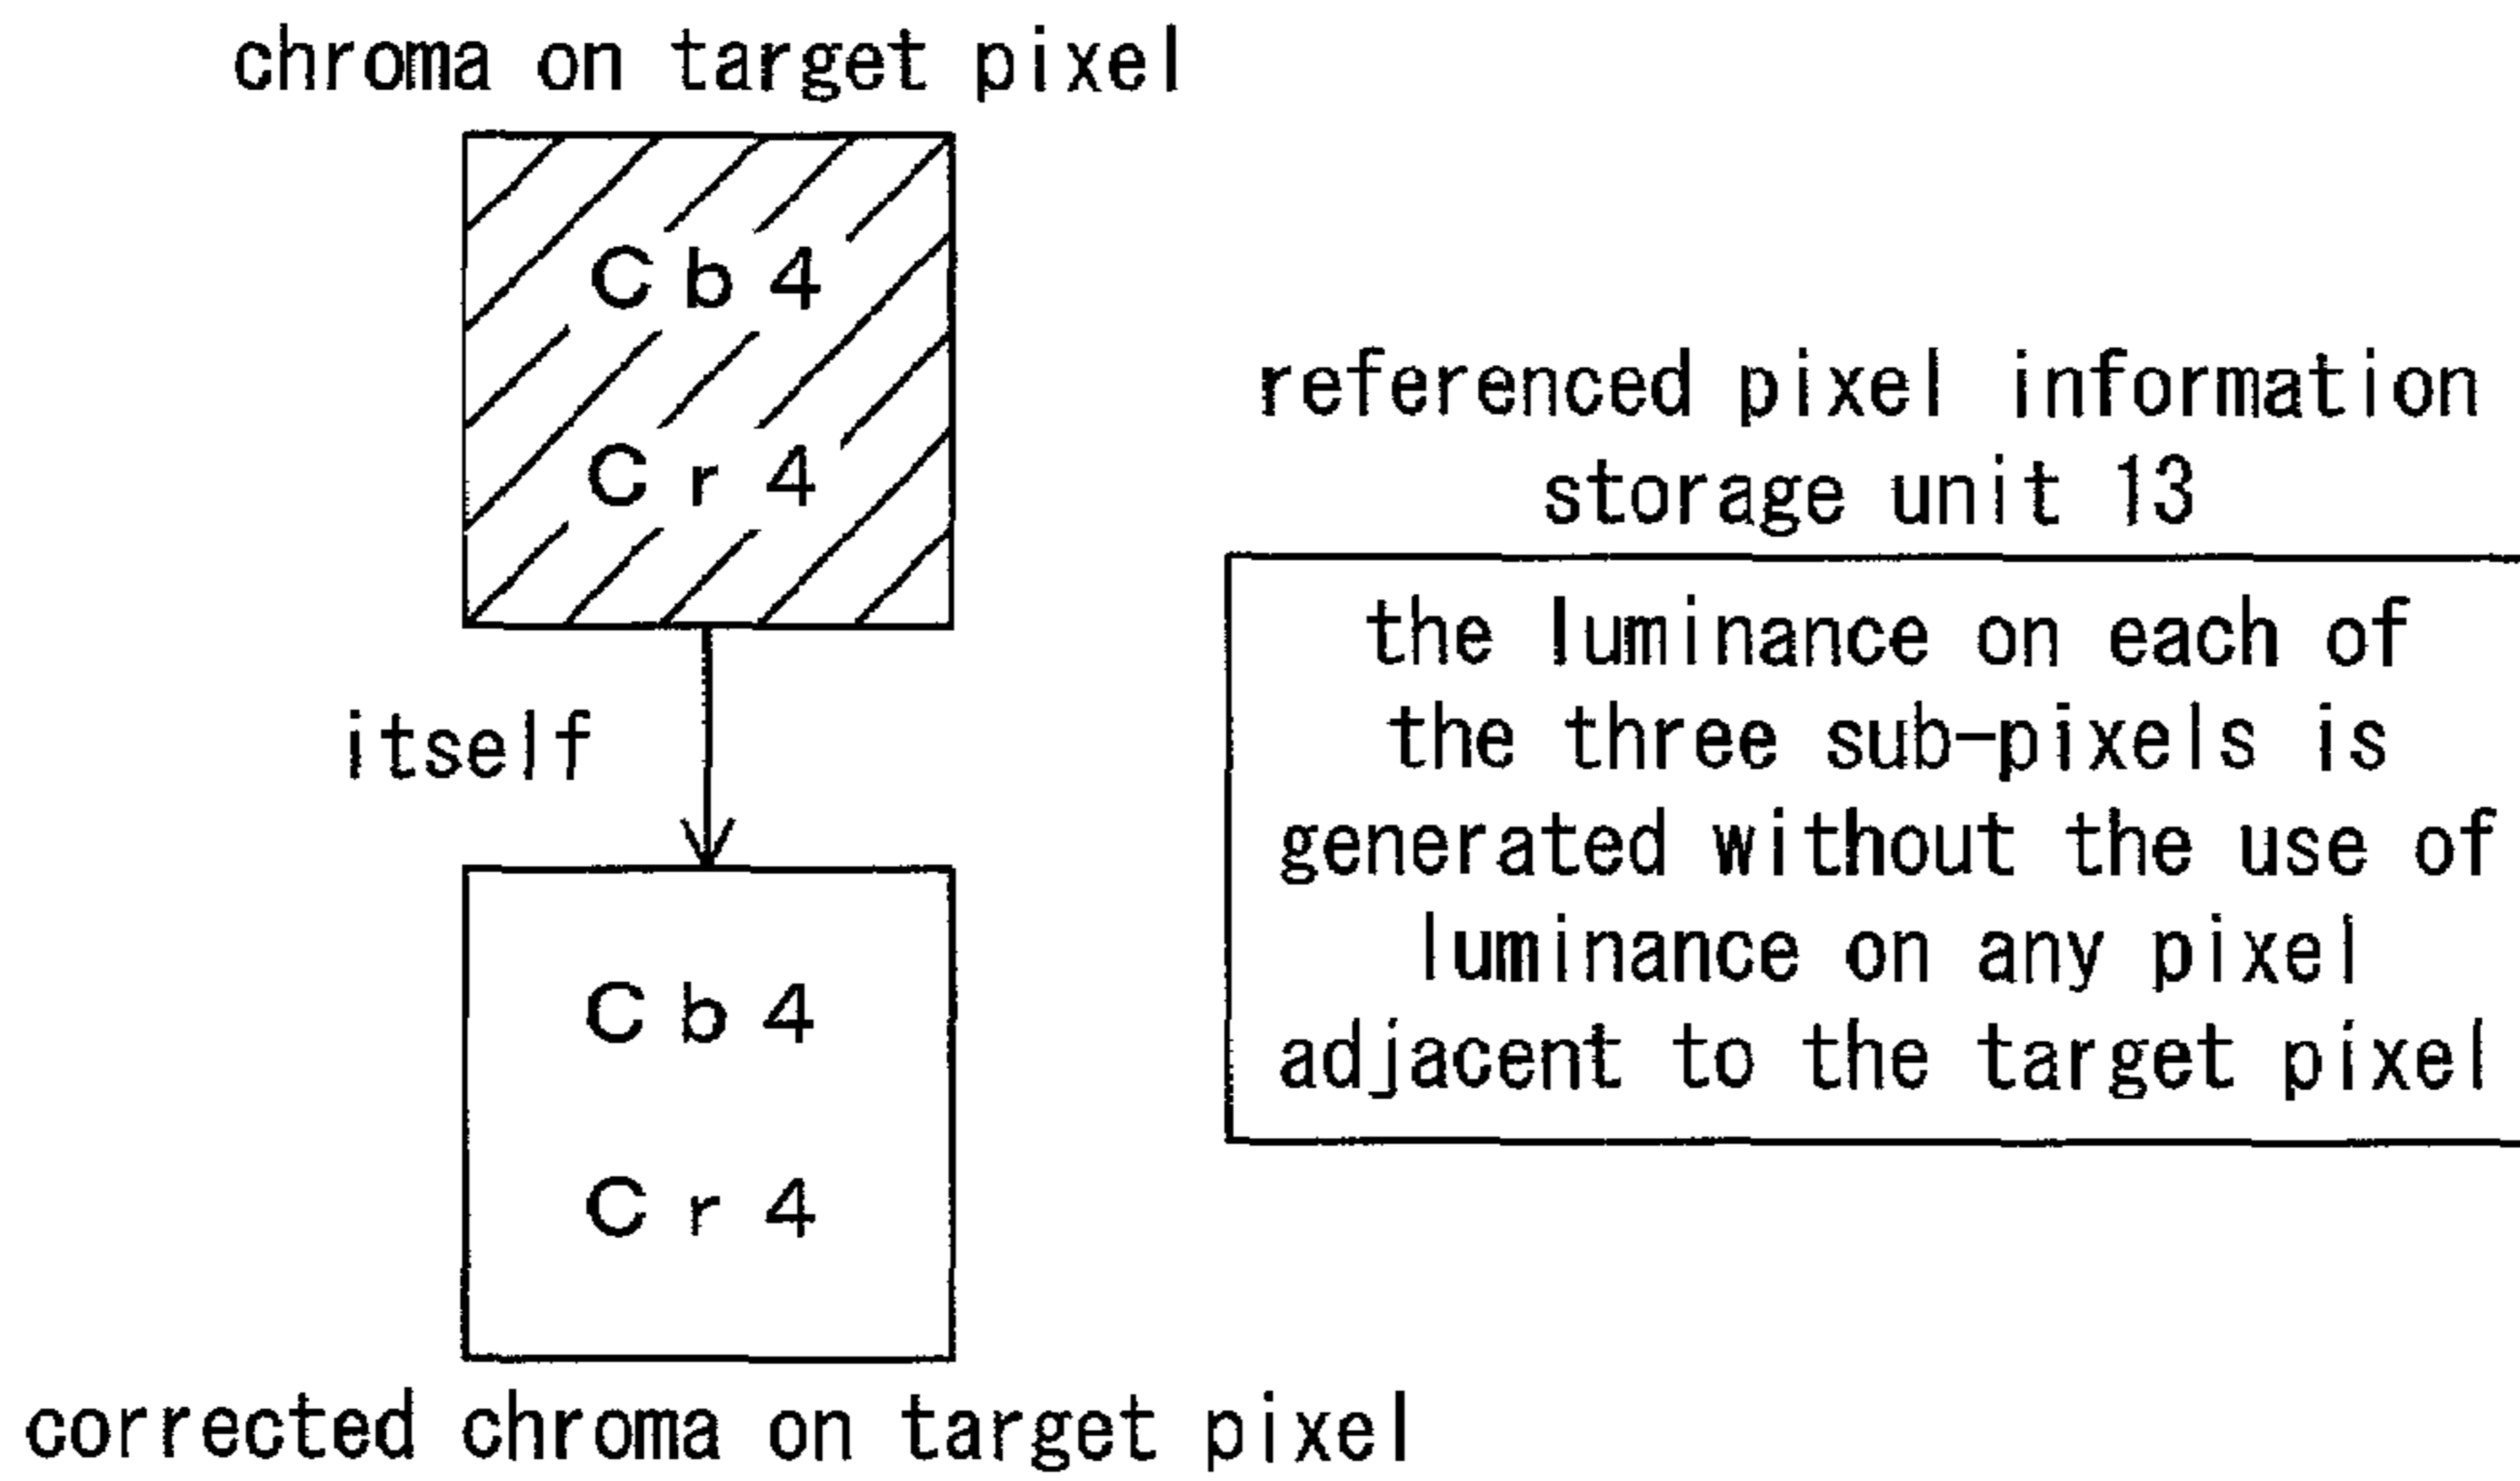 chroma on target pixel
Cb4
Cr4
itself
Cb4
Cr4
corrected chroma on target pixel
referenced pixel information
storage unit 13
the luminance on each of
the three sub-pixels is
generated without the use of
luminance on any pixel
adjacent to the target pixel